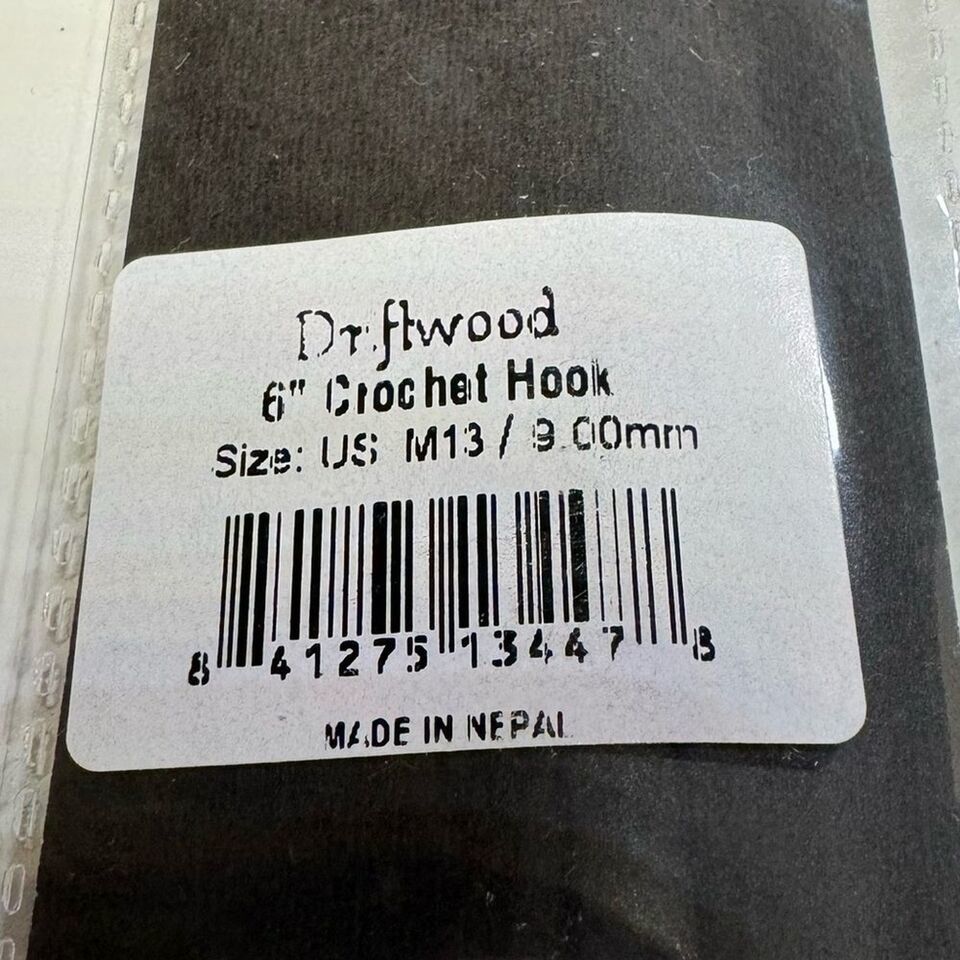 Driftwood
6" Crochet Hook
Size: US M13 / 9.00mm
8 41275 13447 8
MADE IN NEPAL